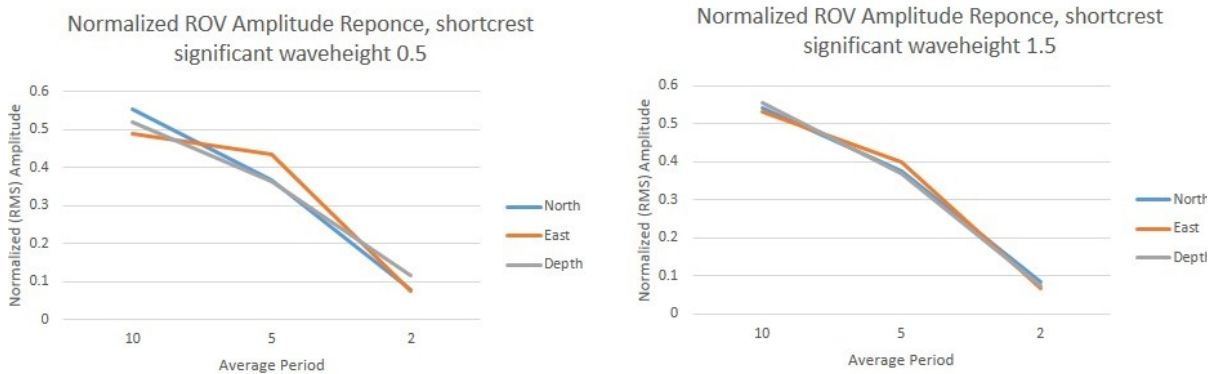 Normalized ROV Amplitude Reponce, shortcrest
significant waveheight 0.5
Normalized (RMS) Amplitude
0.6
0.5
0.4
0.3
0.2
0.1
0
10
5
2
Average Period
North
East
Depth
Normalized ROV Amplitude Reponce, shortcrest
significant waveheight 1.5
Normalized (RMS) Amplitude
0.6
0.5
0.4
0.3
0.2
0.1
0
10
5
2
Average Period
North
East
Depth